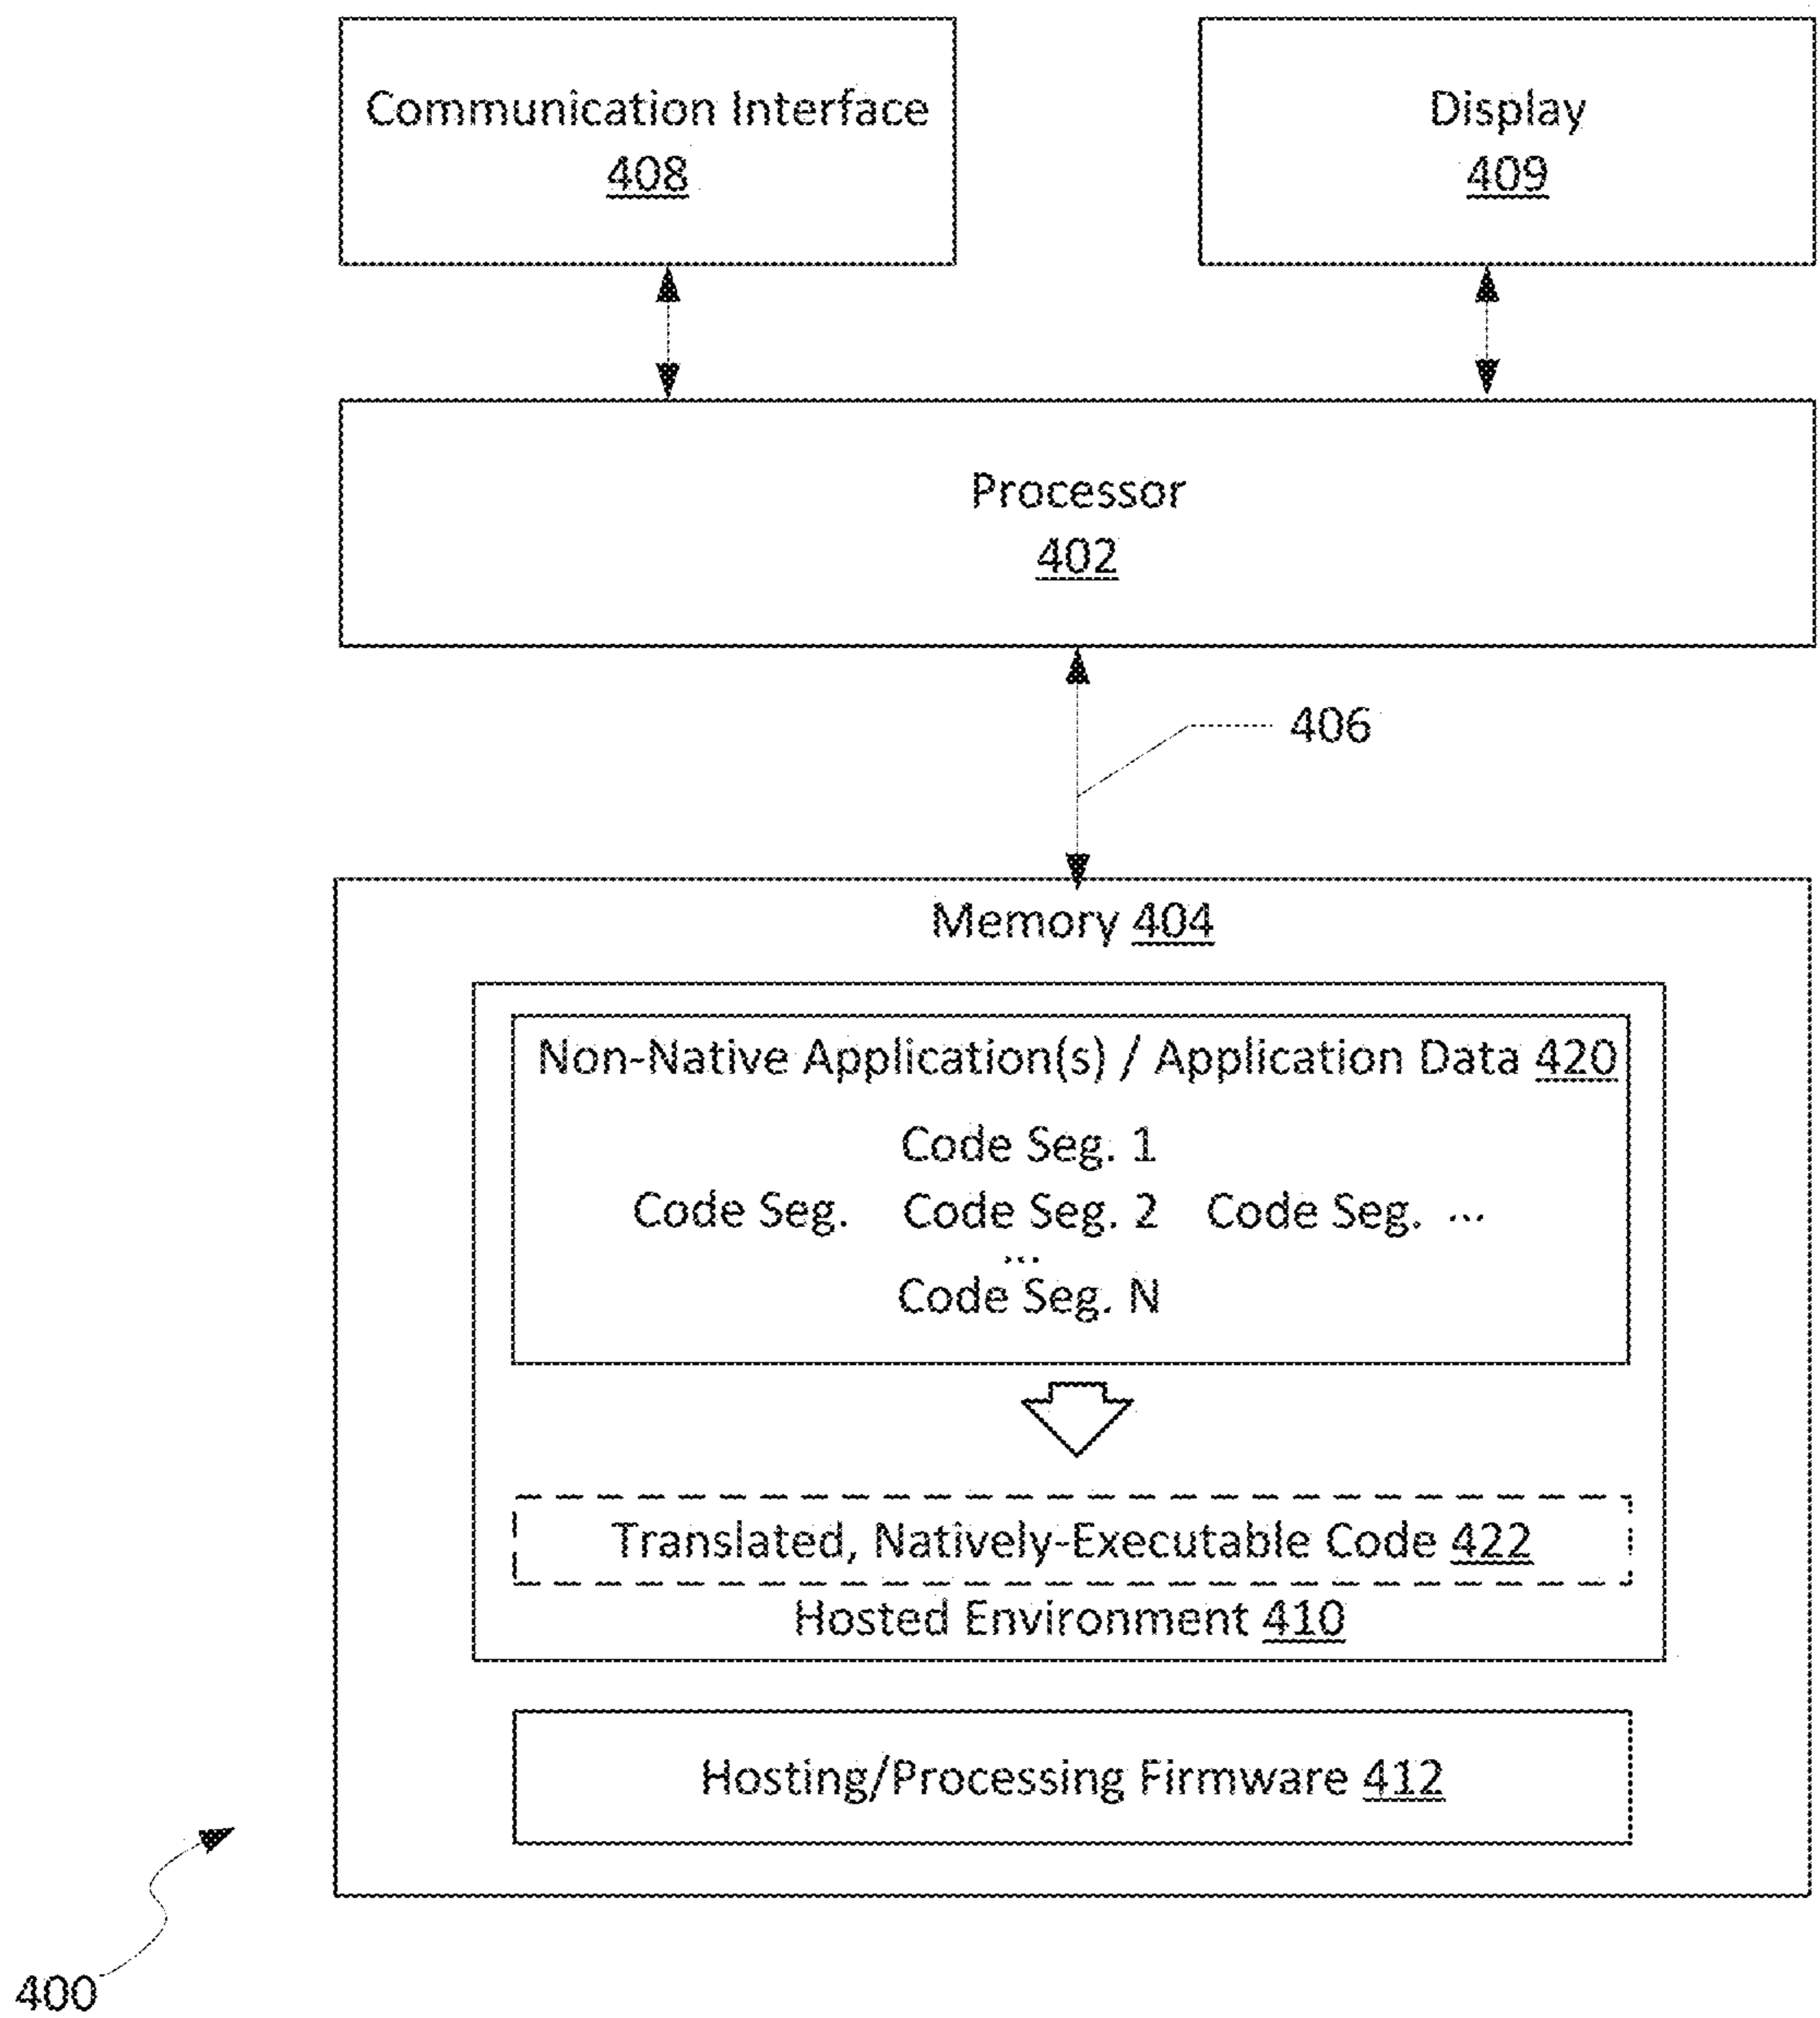 Communication Interface
408
Display
409
Processor
402
406
Memory 404
Non-Native Application(s) / Application Data 420
Code Seg. 1
Code Seg. Code Seg. 2 Code Seg. ...
...
Code Seg. N
Translated, Natively-Executable Code 422
Hosted Environment 410
Hosting/Processing Firmware 412
400